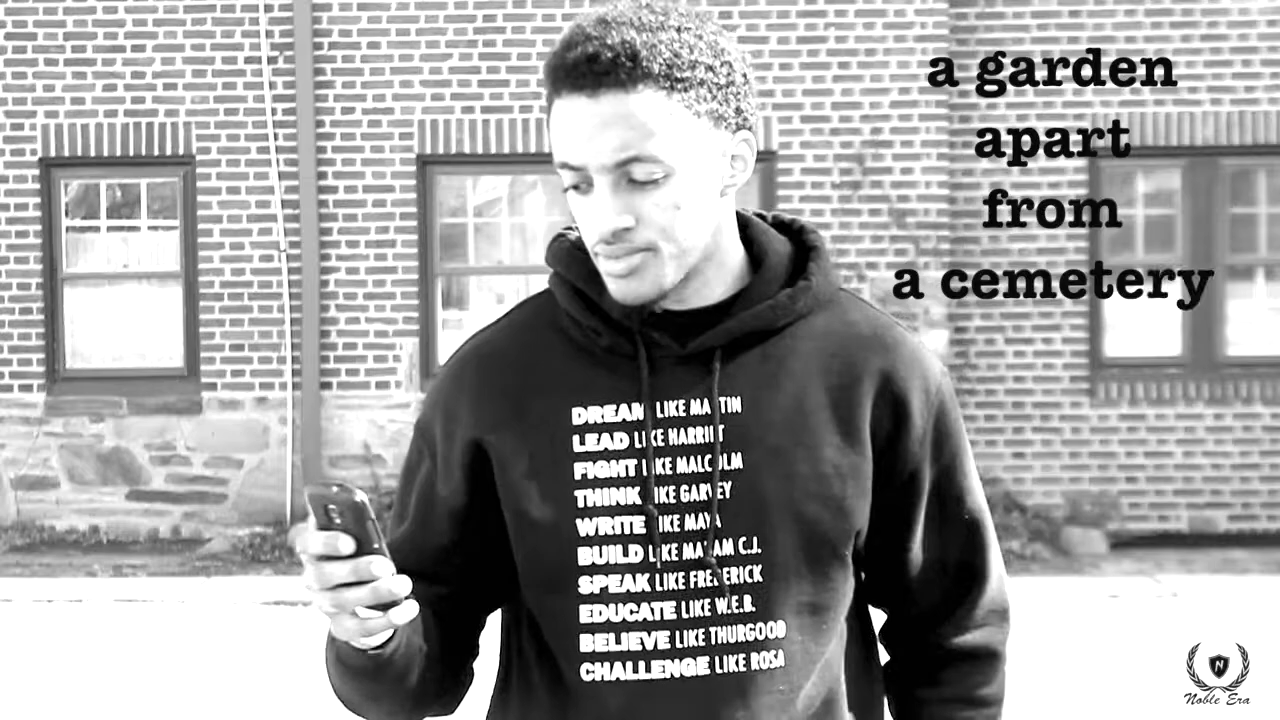 a garden
apart
from
a cemetery
DREAM LIKE MARTIN
LEAD LIKE HARRIET
FIGHT LIKE MALCOLM
THINK LIKE GARVEY
WRITE LIKE MAYA
BUILD LIKE MADAM C.J.
SPEAK LIKE FREDERICK
EDUCATE LIKE W.E.B.
BELIEVE LIKE THURGOOD
CHALLENGE LIKE ROSA
N
Noble Era